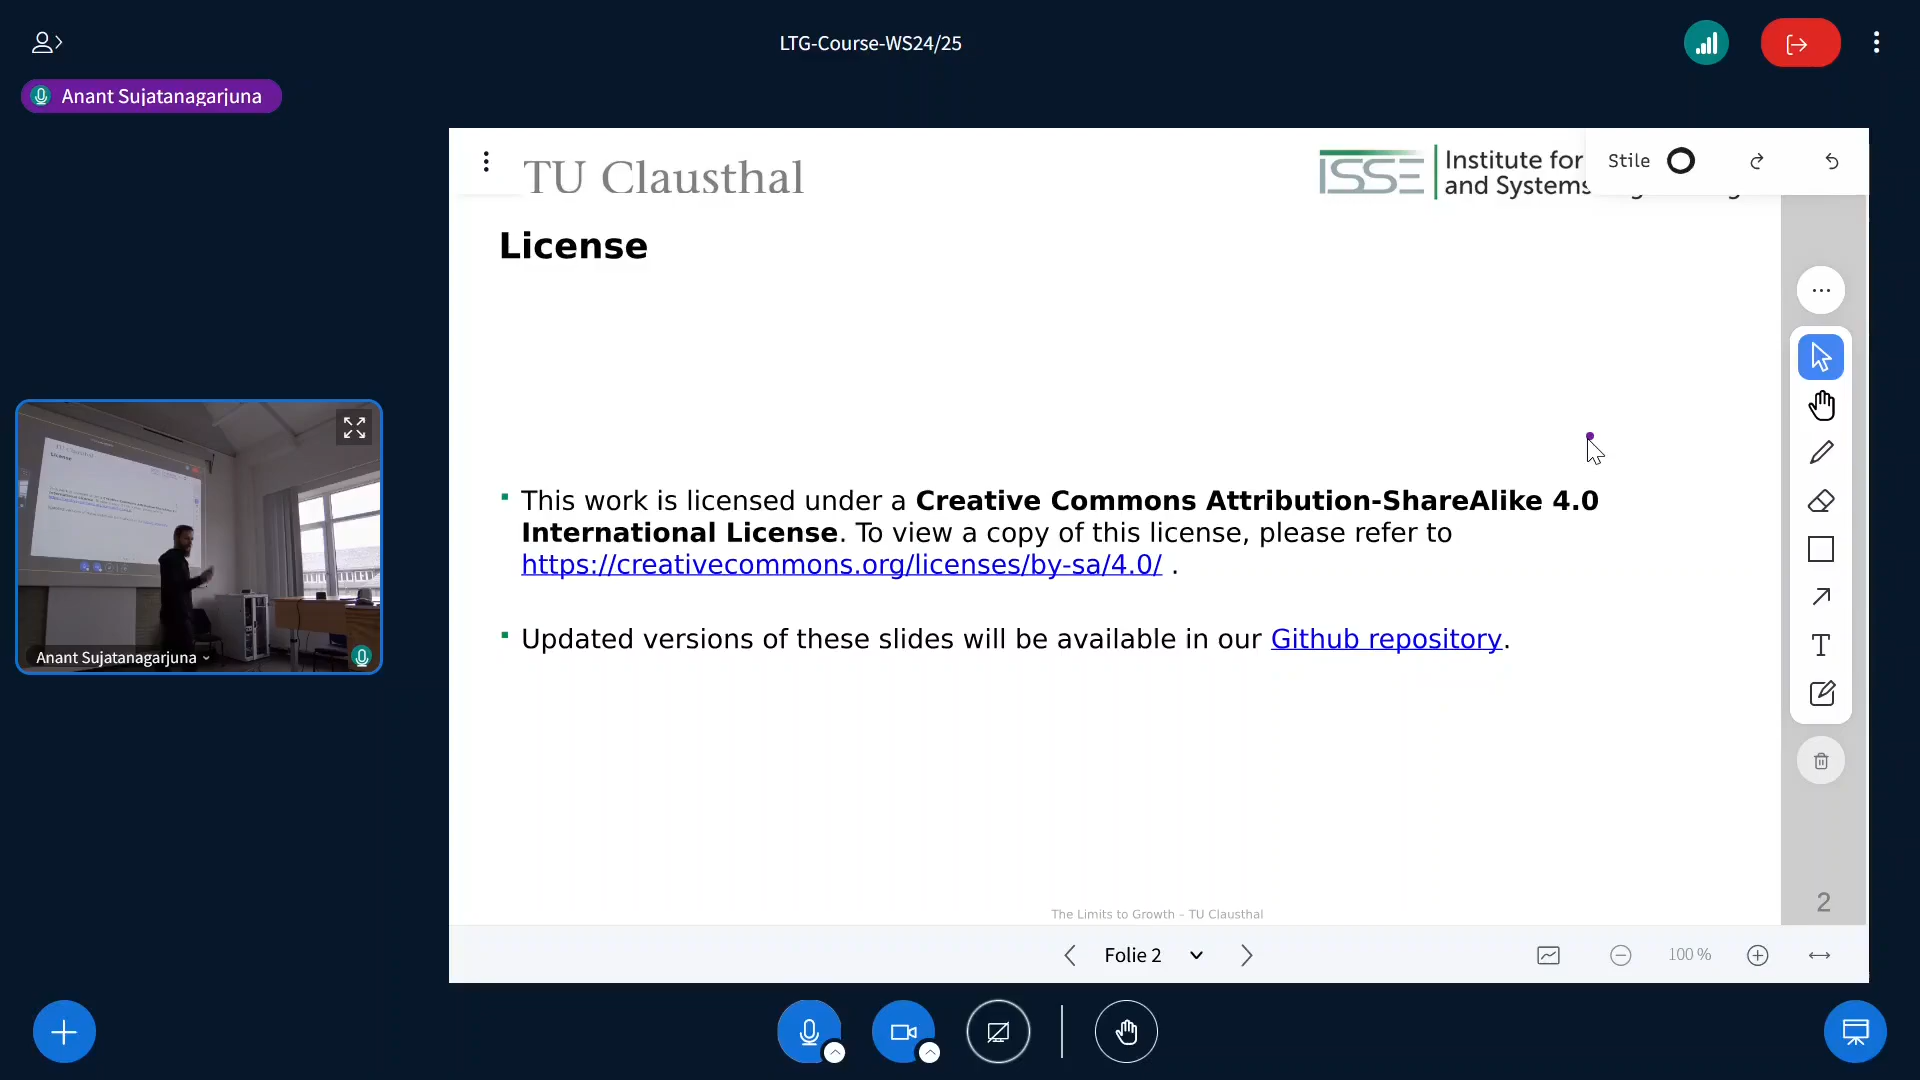 LTG-Course-WS24/25
Anant Sujatanagarjuna
TU Clausthal
ISSE
Institute for
and Systems
Stile
License
This work is licensed under a Creative Commons Attribution-ShareAlike 4.0
International License. To view a copy of this license, please refer to
https://creativecommons.org/licenses/by-sa/4.0/ .
Updated versions of these slides will be available in our Github repository.
Anant Sujatanagarjuna
T
2
The Limits to Growth – TU Clausthal
Folie 2
100 %